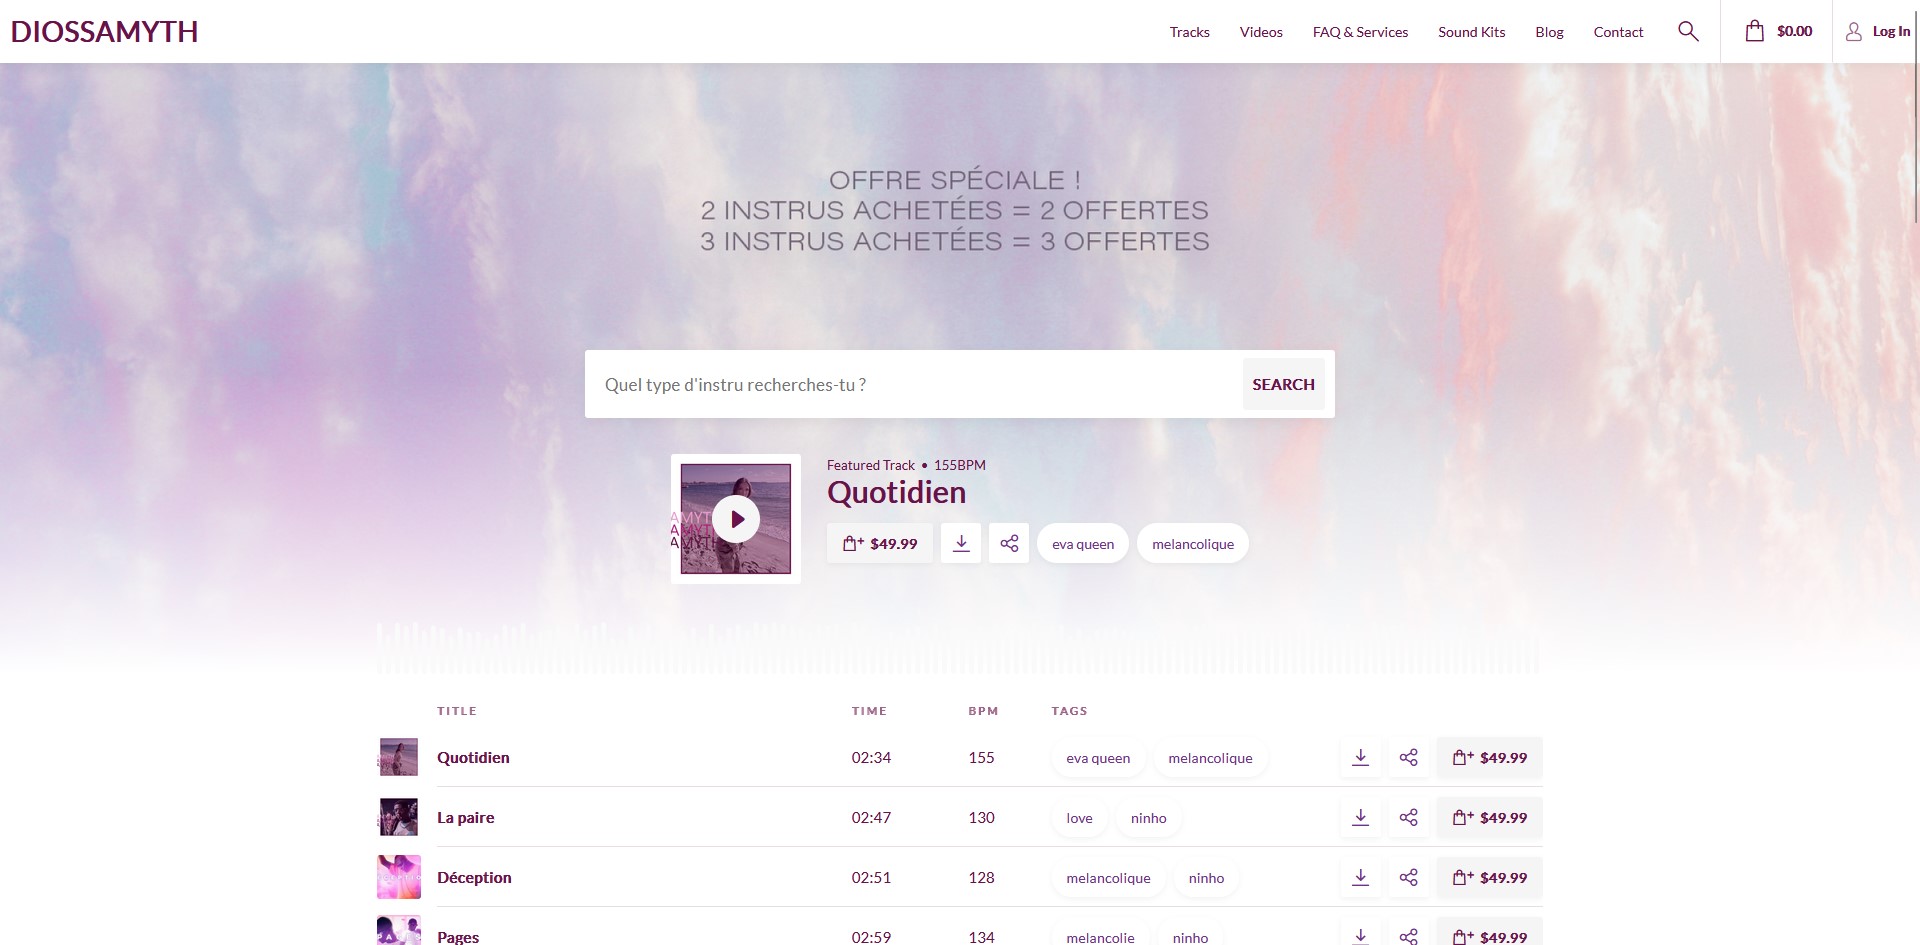 DIOSSAMYTH
Tracks Videos FAQ & Services Sound Kits Blog Contact $0.00 Log In
OFFRE SPÉCIALE !
2 INSTRUS ACHETÉES = 2 OFFERTES
3 INSTRUS ACHETÉES = 3 OFFERTES
Quel type d'instru recherches-tu ? SEARCH
Featured Track • 155BPM
Quotidien
$49.99 eva queen melancolique
TITLE TIME BPM TAGS
Quotidien 02:34 155 eva queen melancolique $49.99
La paire 02:47 130 love ninho $49.99
Déception 02:51 128 melancolique ninho $49.99
Pages 02:59 134 melancolie ninho $49.99